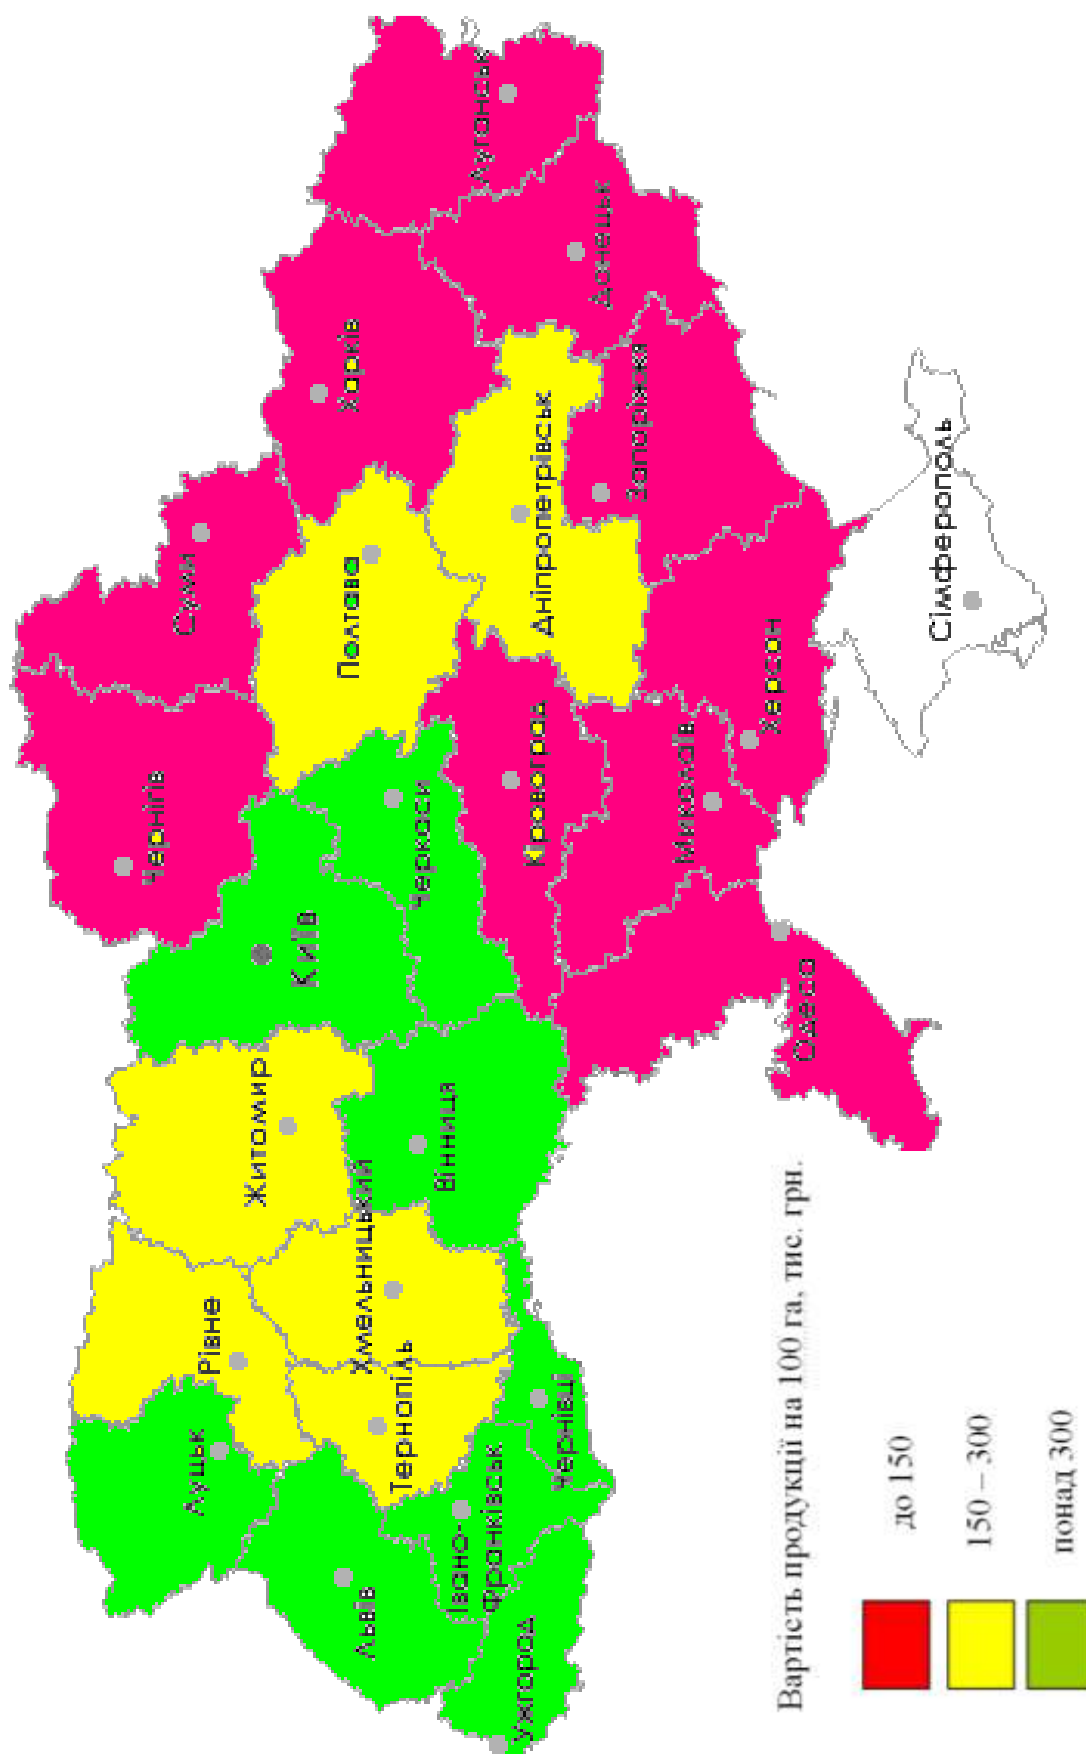 Чернігів
Суми
Луцьк
Рівне
Житомир
Київ
Харків
Полтава
Львів
Тернопіль
Хмельницький
Вінниця
Черкаси
Луганськ
Івано-
Франківськ
Ужгород
Чернівці
Кіровоград
Дніпропетрівськ
Донецьк
Запоріжжя
Миколаїв
Херсон
Одеса
Сімферополь
Вартість продукції на 100 га, тис. грн.
до 150
150 – 300
понад 300